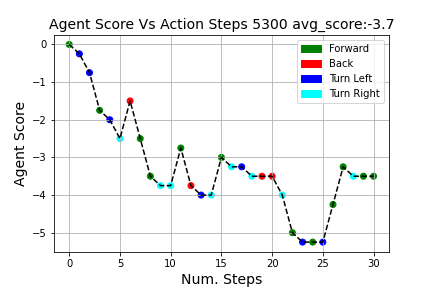 Agent Score Vs Action Steps 5300 avg_score:-3.7
Agent Score
0
−1
−2
−3
−4
−5
Forward
Back
Turn Left
Turn Right
0 5 10 15 20 25 30
Num. Steps